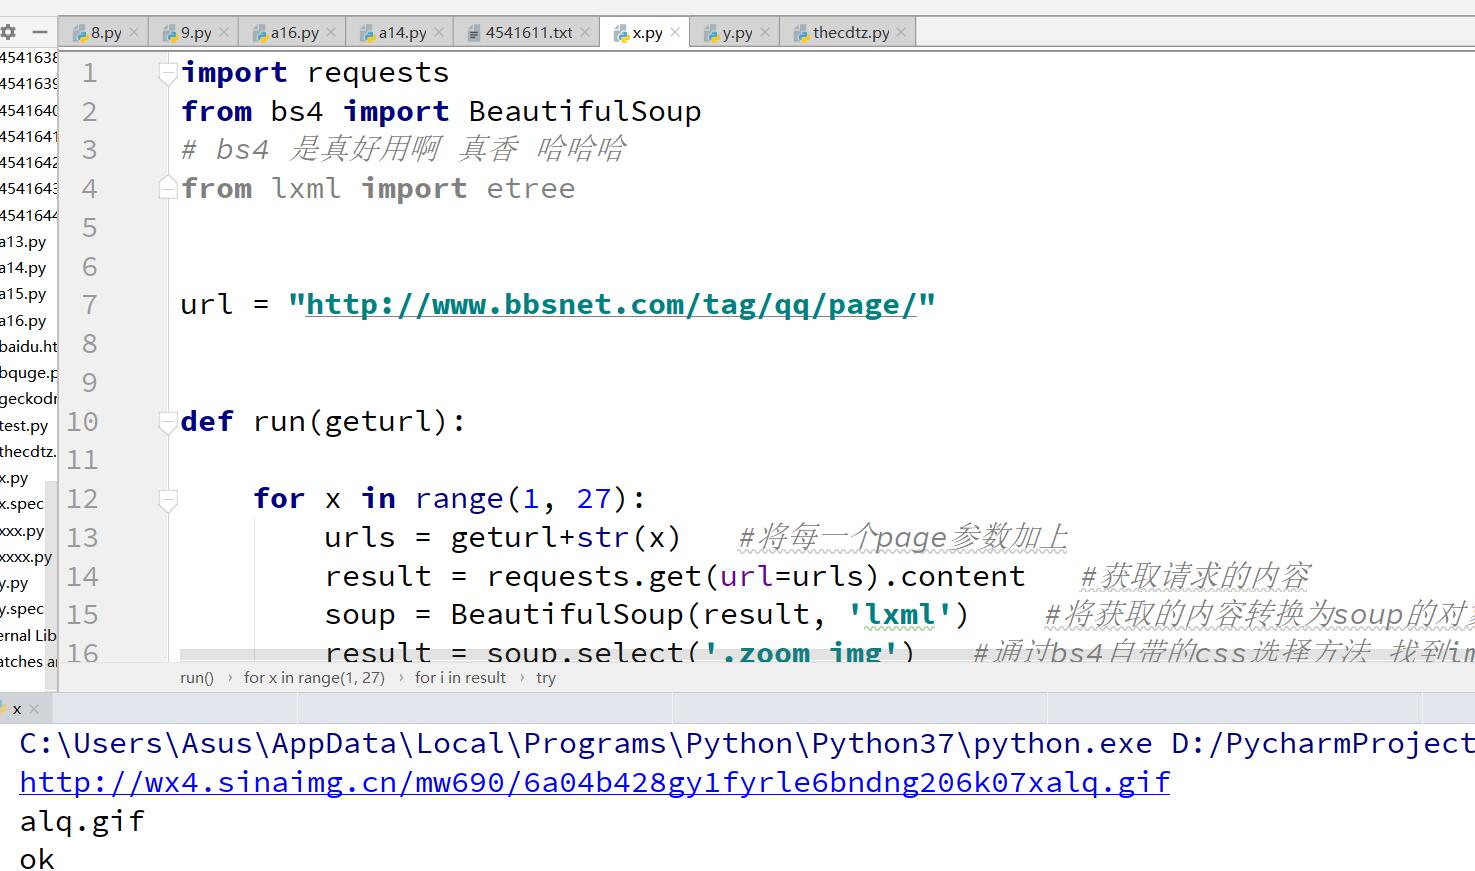 8.py
9.py
a16.py
a14.py
4541611.txt
x.py
y.py
thecdtz.py
4541638
4541639
4541640
4541641
4541642
4541643
4541644
a13.py
a14.py
a15.py
a16.py
baidu.ht
bquge.p
geckodr
test.py
thecdtz.
x.py
x.spec
xxx.py
xxxx.py
y.py
y.spec
ernal Lib
atches a
1 import requests
2 from bs4 import BeautifulSoup
3 # bs4 是真好用啊 真香 哈哈哈
4 from lxml import etree
5
6
7 url = "http://www.bbsnet.com/tag/qq/page/"
8
9
10 def run(geturl):
11
12 for x in range(1, 27):
13 urls = geturl+str(x) #将每一个page参数加上
14 result = requests.get(url=urls).content #获取请求的内容
15 soup = BeautifulSoup(result, 'lxml') #将获取的内容转换为soup的对象
16 result = soup.select('.zoom img') #通过bs4自带的css选择方法 找到im
run() › for x in range(1, 27) › for i in result › try
x
C:\Users\Asus\AppData\Local\Programs\Python\Python37\python.exe D:/PycharmProject
http://wx4.sinaimg.cn/mw690/6a04b428gy1fyrle6bndng206k07xalq.gif
alq.gif
ok